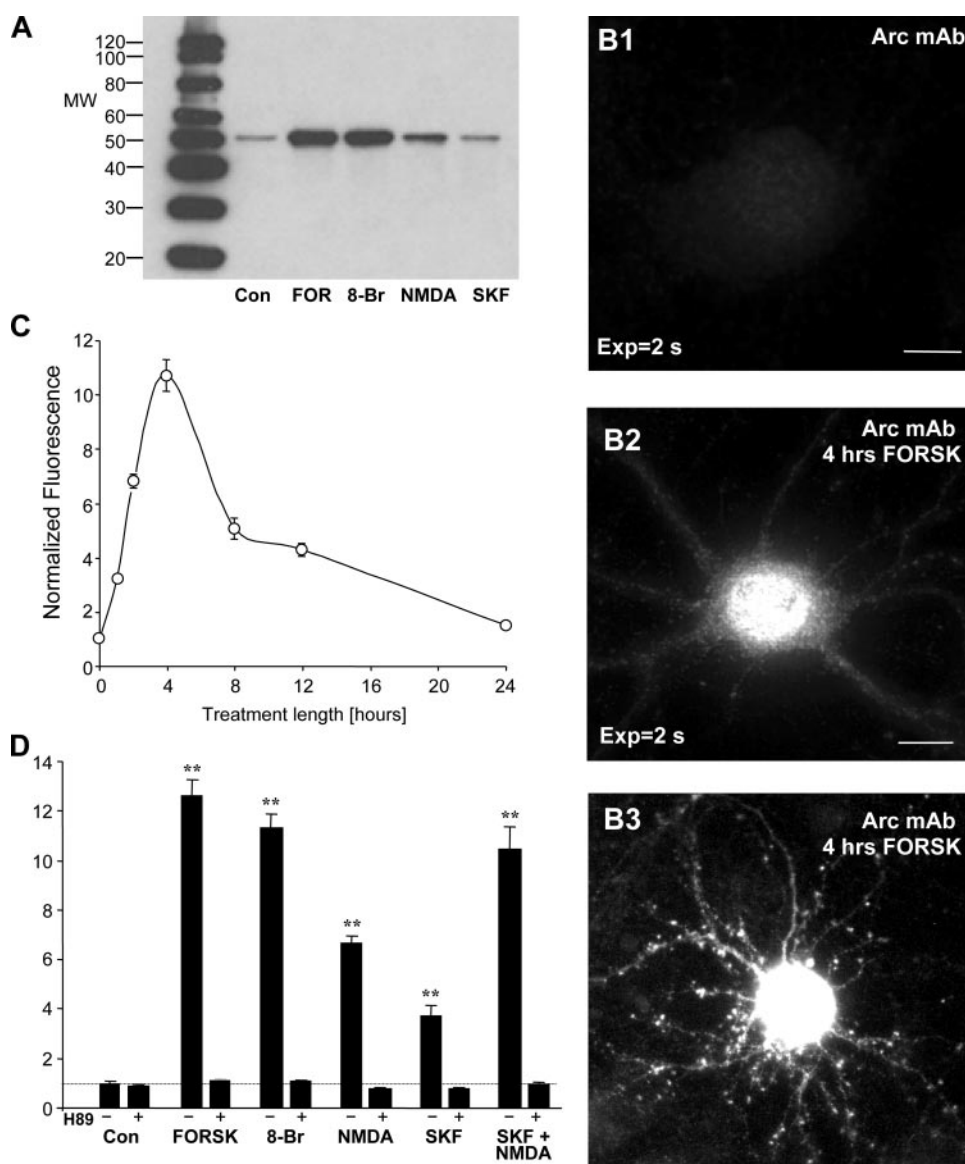 A
120
100
80
MW
60
50
40
30
20
Con FOR 8-Br NMDA SKF
B1
Arc mAb
Exp=2 s
B2
Arc mAb
4 hrs FORSK
Exp=2 s
B3
Arc mAb
4 hrs FORSK
C
Normalized Fluorescence
12
10
8
6
4
2
0
0 4 8 12 16 20 24
Treatment length [hours]
D
14
12
10
8
6
4
2
0
** ** ** ** **
H89 − + − + − + − + − + − +
Con FORSK 8-Br NMDA SKF SKF +
NMDA